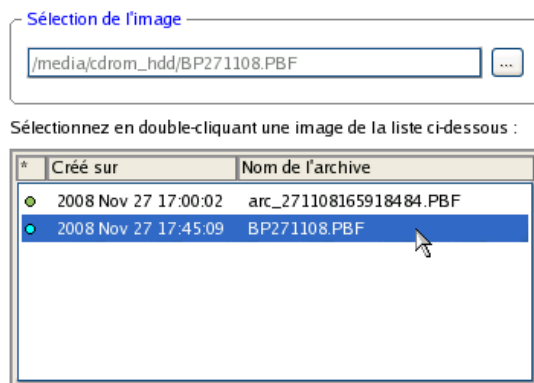 Sélection de l'image
/media/cdrom_hdd/BP271108.PBF ...
Sélectionnez en double-cliquant une image de la liste ci-dessous :
* Créé sur Nom de l'archive
2008 Nov 27 17:00:02 arc_271108165918484.PBF
2008 Nov 27 17:45:09 BP271108.PBF